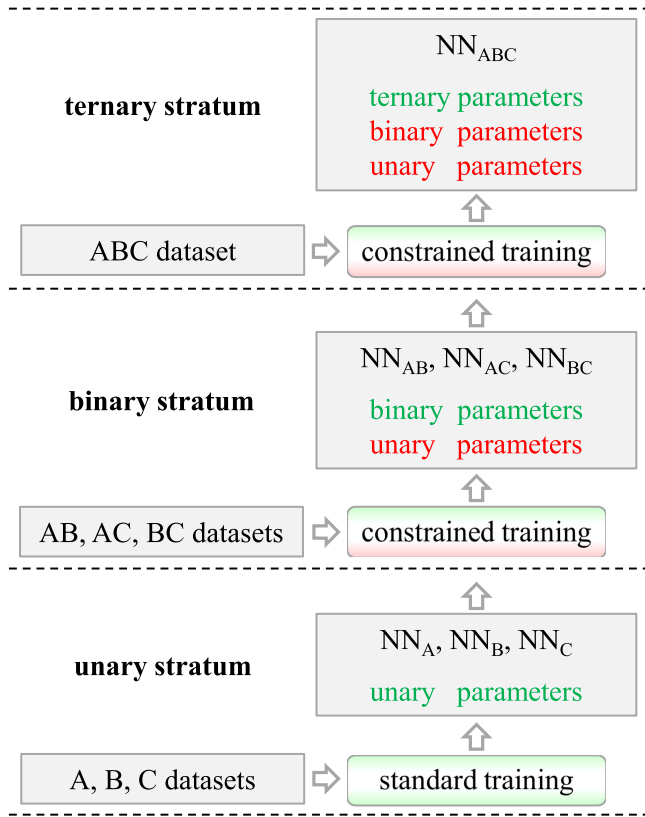 NN_ABC
ternary parameters
ternary stratum
binary parameters
unary parameters
ABC dataset
constrained training
NN_AB, NN_AC, NN_BC
binary stratum
binary parameters
unary parameters
AB, AC, BC datasets
constrained training
NN_A, NN_B, NN_C
unary stratum
unary parameters
A, B, C datasets
standard training